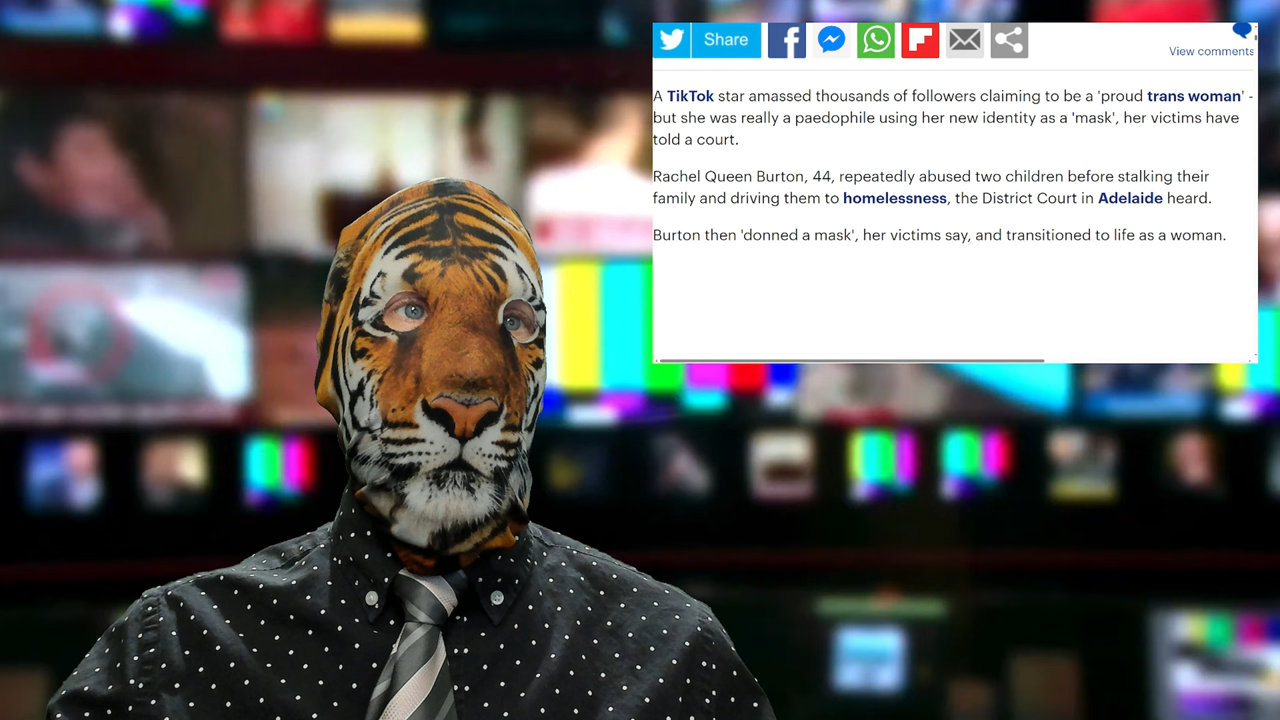 Share
View comments
A TikTok star amassed thousands of followers claiming to be a 'proud trans woman' -
but she was really a paedophile using her new identity as a 'mask', her victims have
told a court.
Rachel Queen Burton, 44, repeatedly abused two children before stalking their
family and driving them to homelessness, the District Court in Adelaide heard.
Burton then 'donned a mask', her victims say, and transitioned to life as a woman.